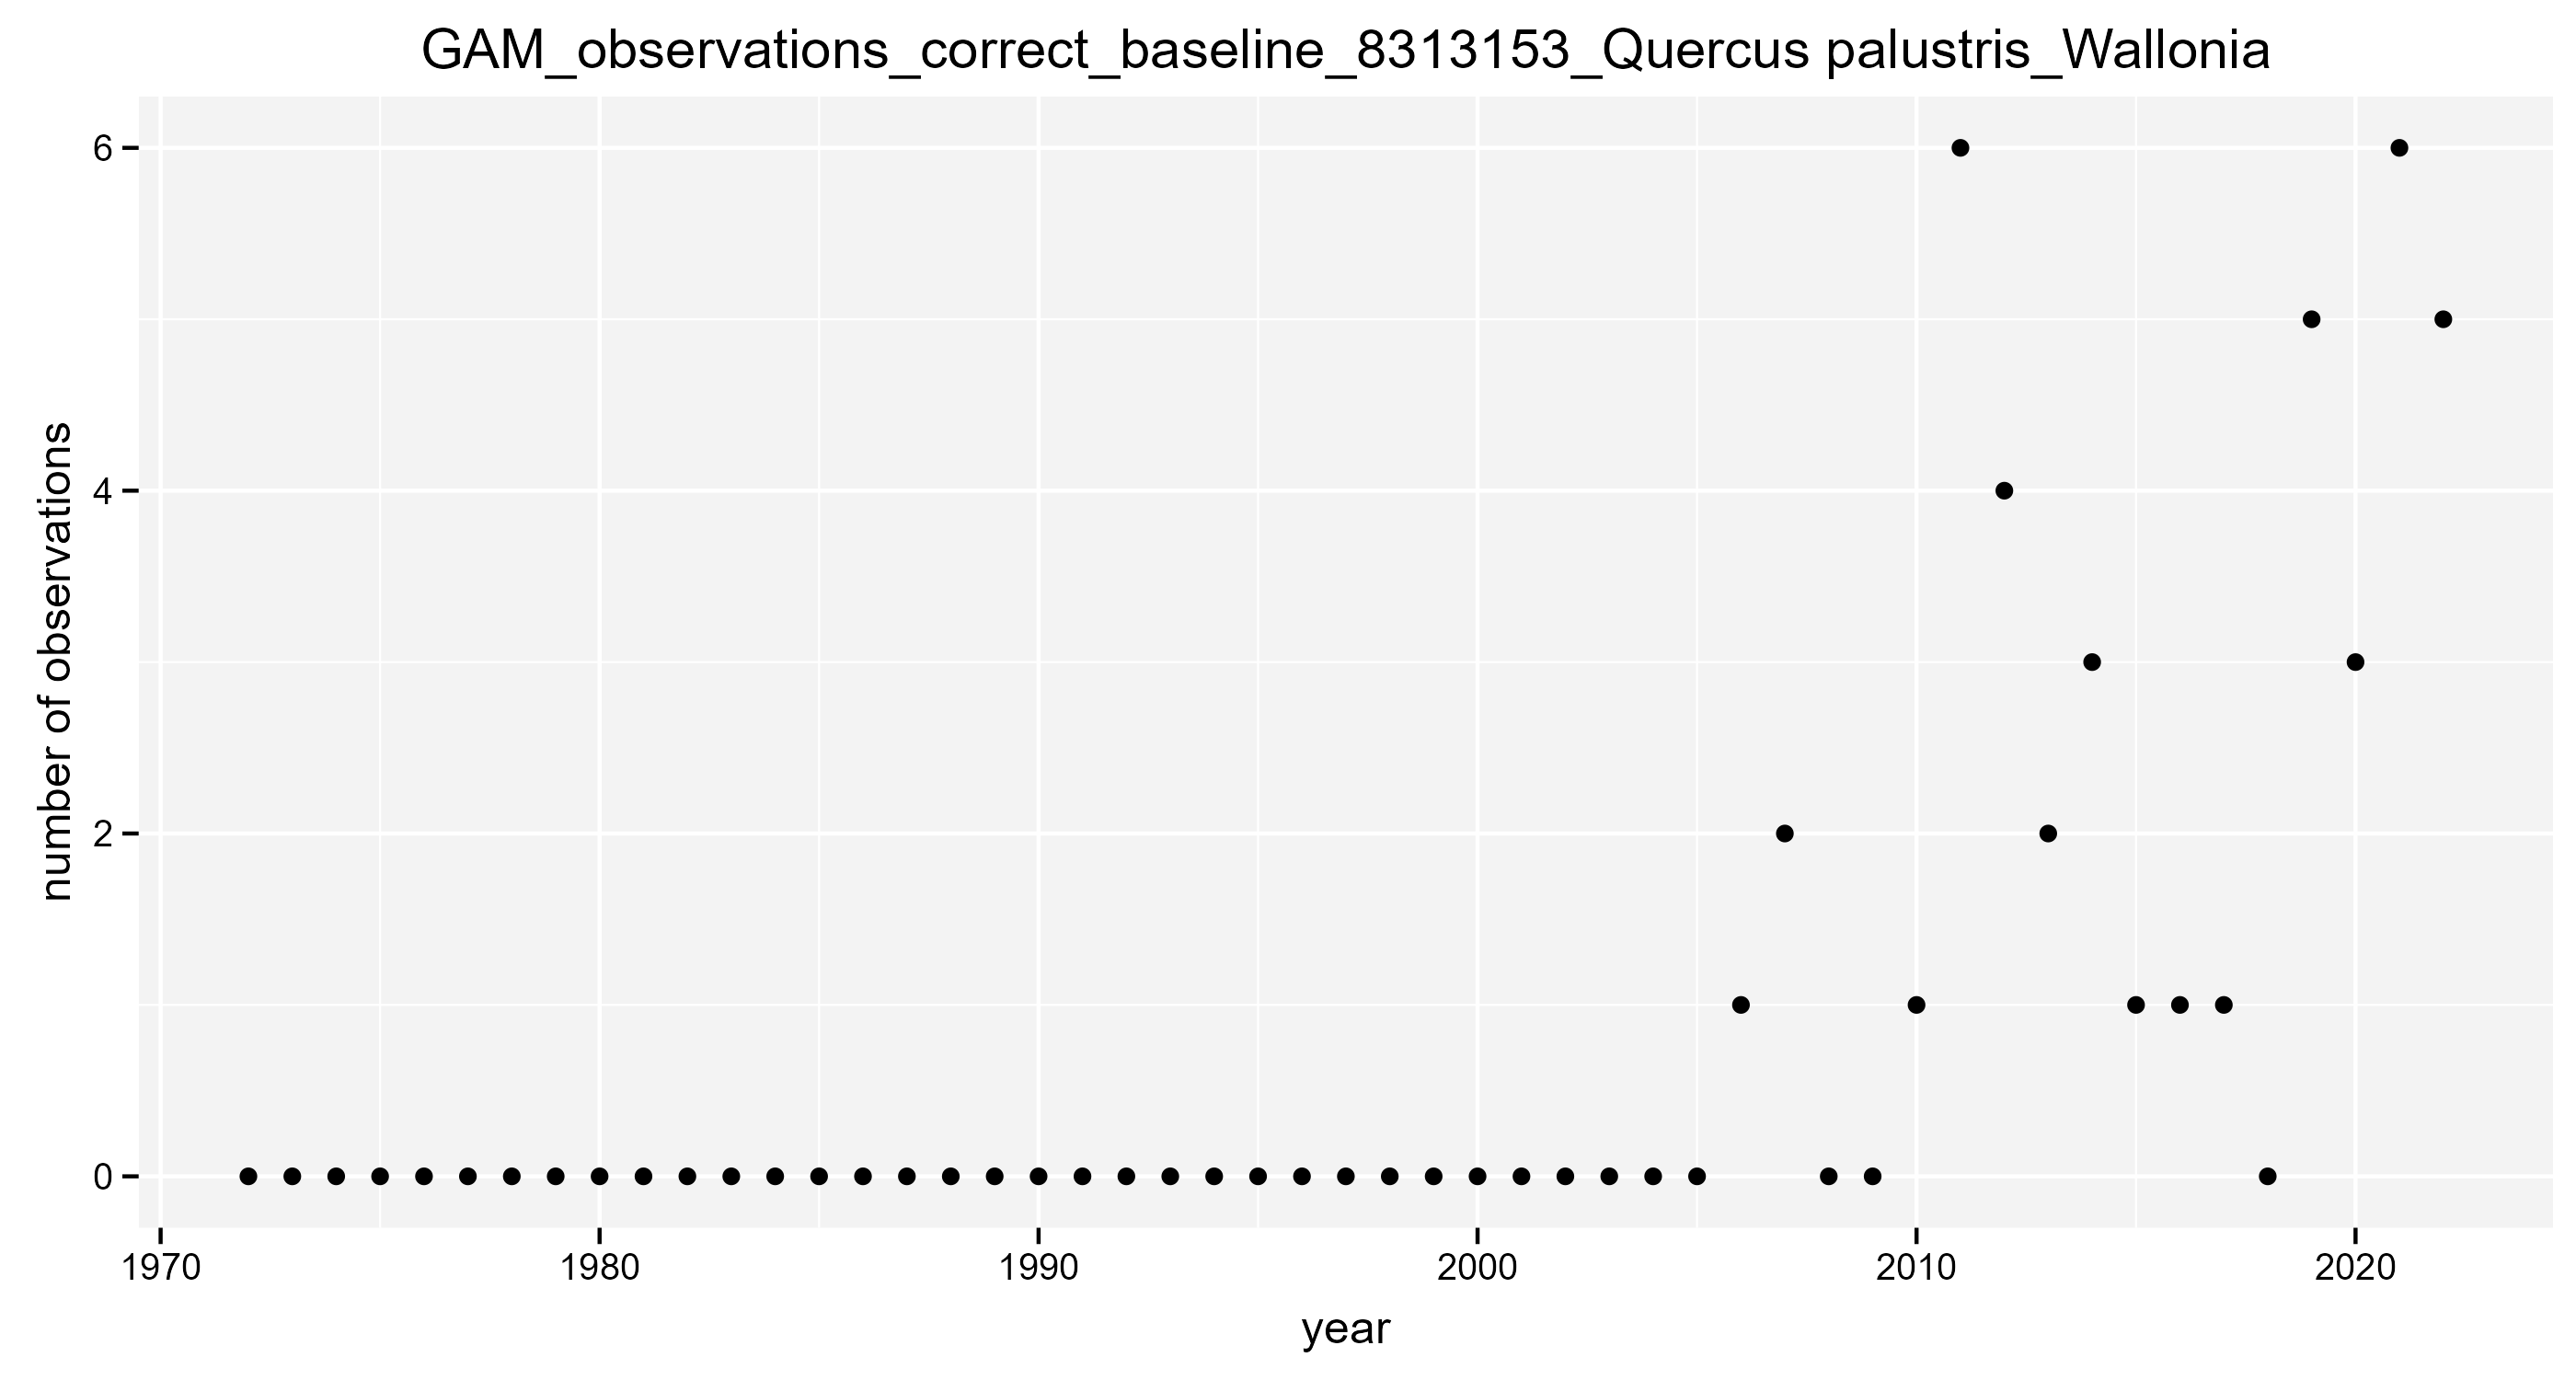 GAM_observations_correct_baseline_8313153_Quercus palustris_Wallonia
number of observations
6
4
2
0
1970 1980 1990 2000 2010 2020
year